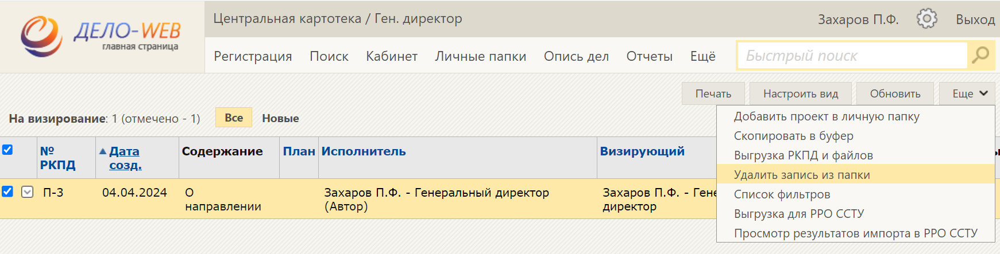 ДЕЛО-WEB
главная страница
Центральная картотека / Ген. директор
Захаров П.Ф. Выход
Регистрация Поиск Кабинет Личные папки Опись дел Отчеты Ещё
Быстрый поиск
Печать Настроить вид Обновить Еще
На визирование: 1 (отмечено - 1) Все Новые
Добавить проект в личную папку
Скопировать в буфер
Выгрузка РКПД и файлов
Удалить запись из папки
Список фильтров
Выгрузка для РРО ССТУ
Просмотр результатов импорта в РРО ССТУ
№ РКПД Дата созд. Содержание План Исполнитель Визирующий
П-3 04.04.2024 О направлении Захаров П.Ф. - Генеральный директор (Автор) Захаров П.Ф. - директор